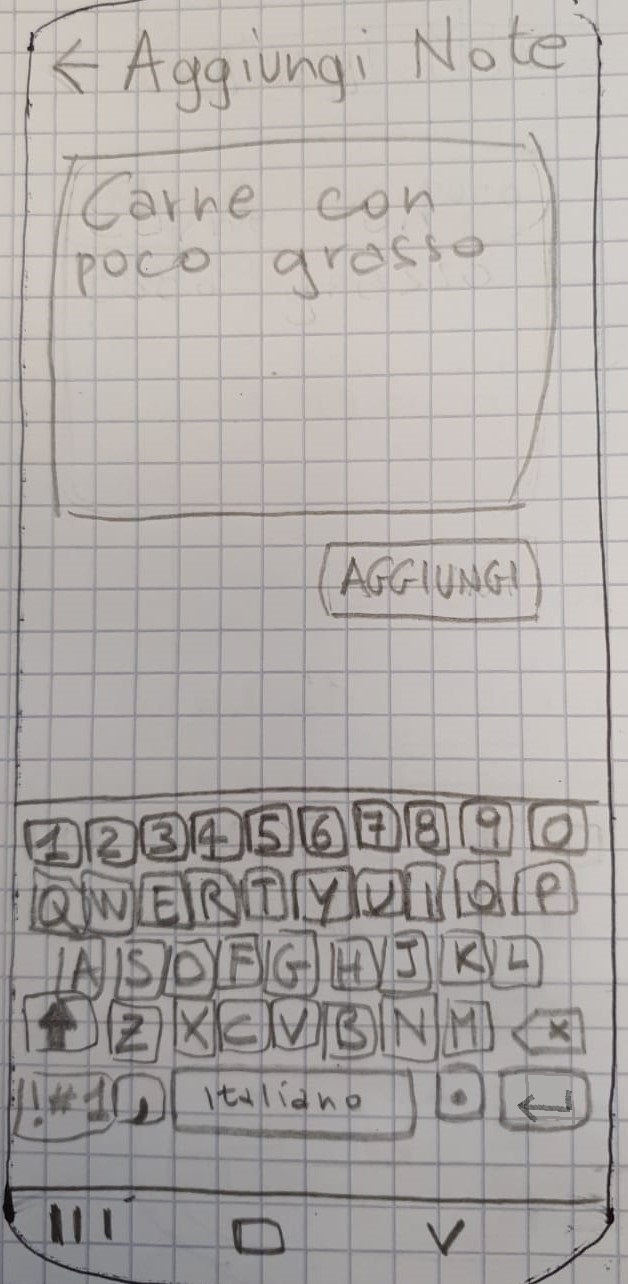 ← Aggiungi Note
Carne con
poco grasso
AGGIUNGI
1 2 3 4 5 6 7 8 9 0
Q W E R T Y U I O P
A S D F G H J K L
Z X C V B N M
!#1 , Italiano .